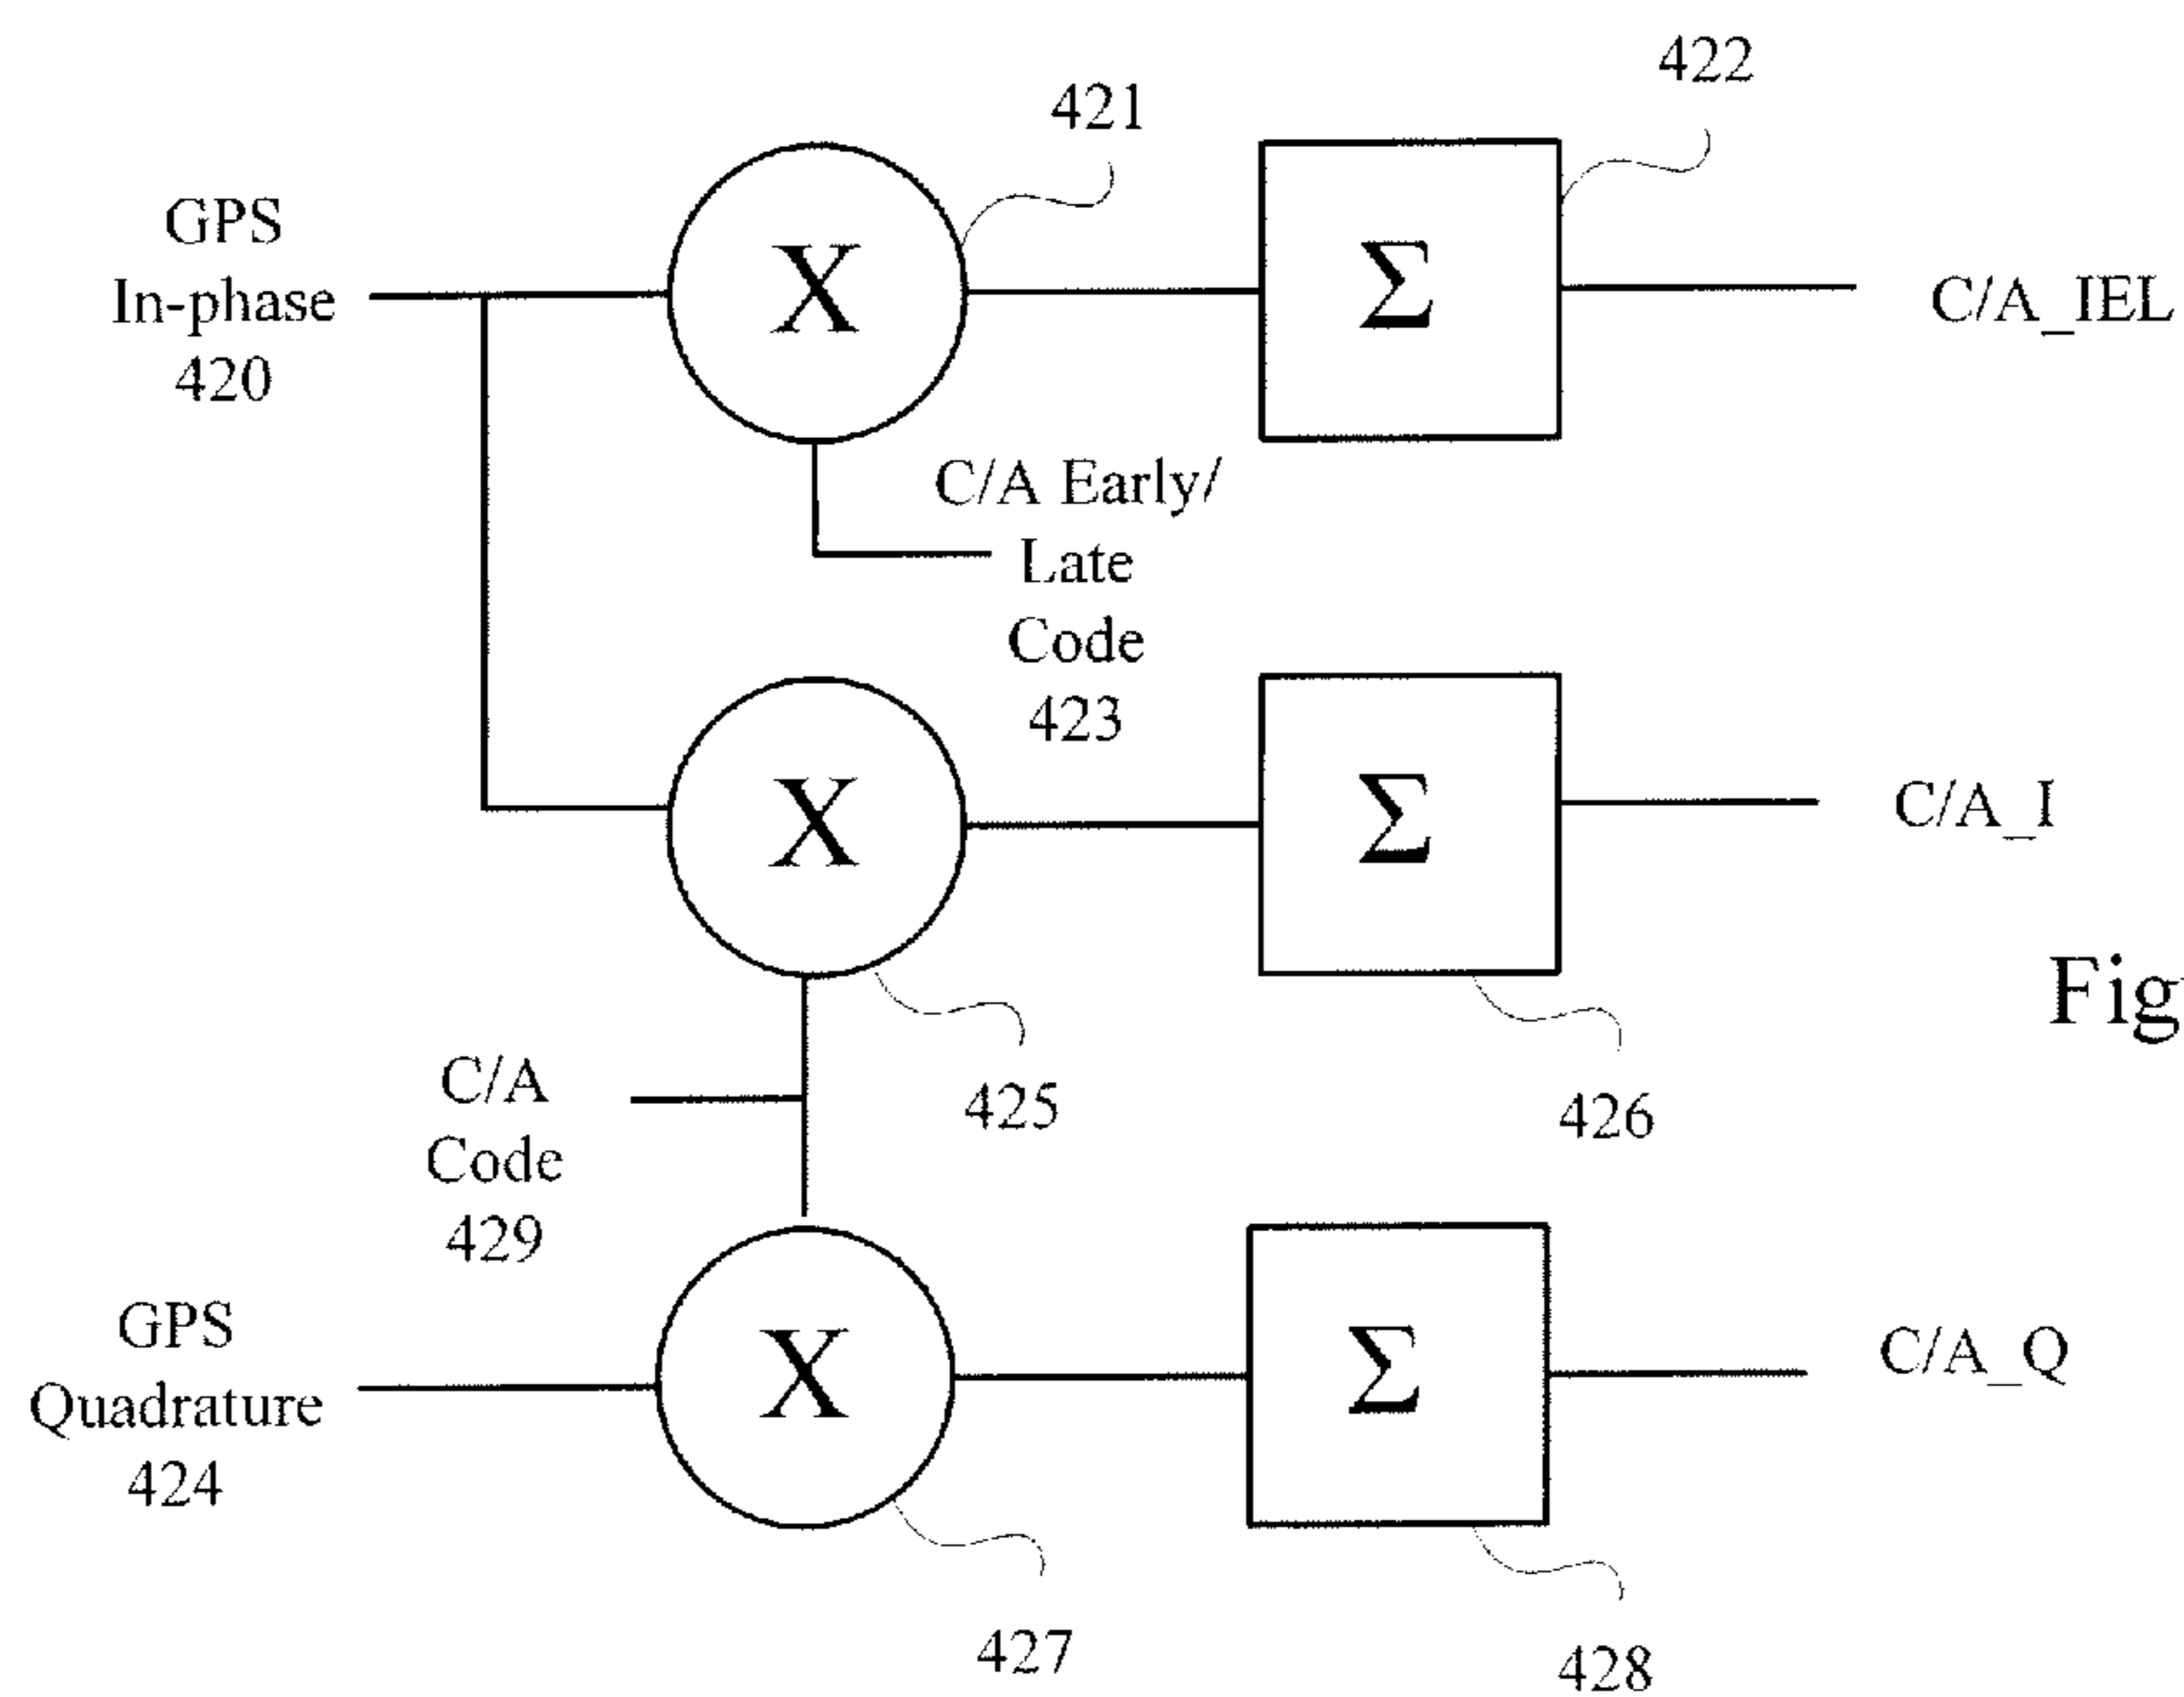 422
421
GPS
In-phase
420
X
Σ
C/A_IEL
C/A Early/
Late
Code
423
X
Σ
C/A_I
Fig
C/A
Code
429
425
426
GPS
Quadrature
424
X
Σ
C/A_Q
427
428